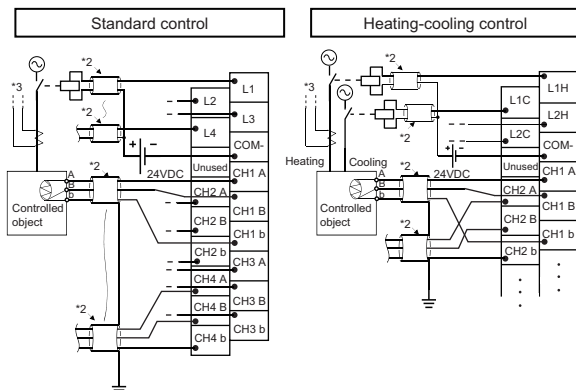 Standard control
*2
*3
*2
L1
L2
L3
L4
COM-
Unused
*2
24VDC
CH1 A
CH2 A
CH1 B
CH2 B
CH1 b
CH2 b
CH3 A
CH4 A
CH3 B
CH4 B
CH3 b
CH4 b
A
B
b
Controlled
object
*2
Heating-cooling control
*2
*3
*2
L1H
L1C
L2H
L2C
COM-
Heating
Cooling
Unused
*2
24VDC
CH1 A
CH2 A
CH1 B
CH2 B
CH1 b
CH2 b
A
B
b
Controlled
object
*2